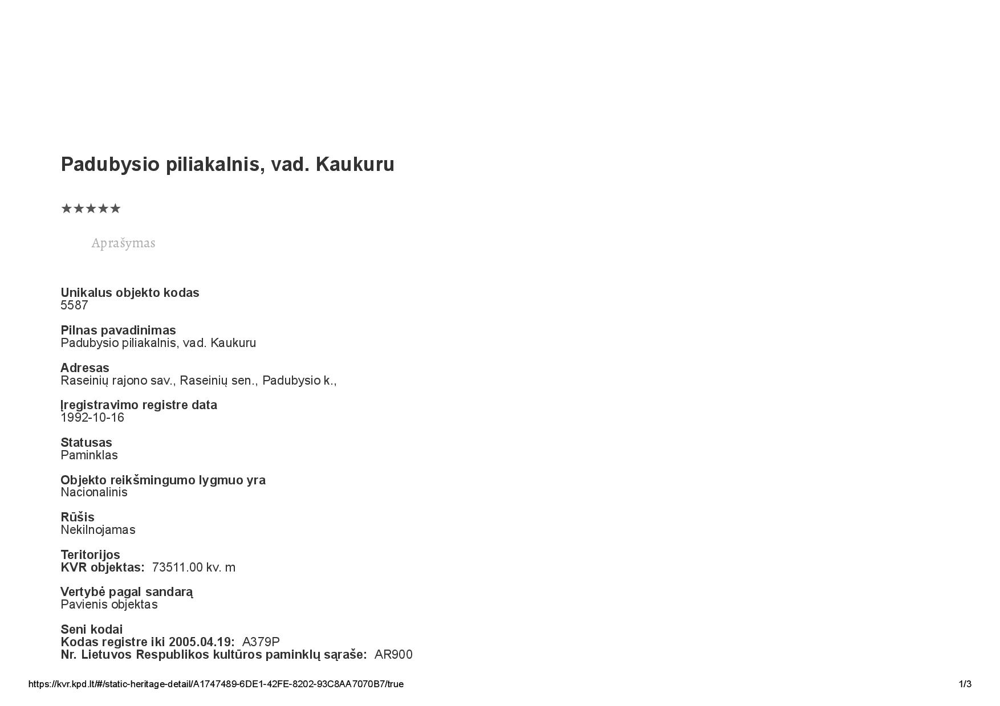 Padubysio piliakalnis, vad. Kaukuru
★★★★★
Aprašymas
Unikalus objekto kodas
5587
Pilnas pavadinimas
Padubysio piliakalnis, vad. Kaukuru
Adresas
Raseinių rajono sav., Raseinių sen., Padubysio k.,
Įregistravimo registre data
1992-10-16
Statusas
Paminklas
Objekto reikšmingumo lygmuo yra
Nacionalinis
Rūšis
Nekilnojamas
Teritorijos
KVR objektas: 73511.00 kv. m
Vertybė pagal sandarą
Pavienis objektas
Seni kodai
Kodas registre iki 2005.04.19: A379P
Nr. Lietuvos Respublikos kultūros paminklų sąraše: AR900
https://kvr.kpd.lt/#/static-heritage-detail/A1747489-6DE1-42FE-8202-93C8AA7070B7/true 1/3